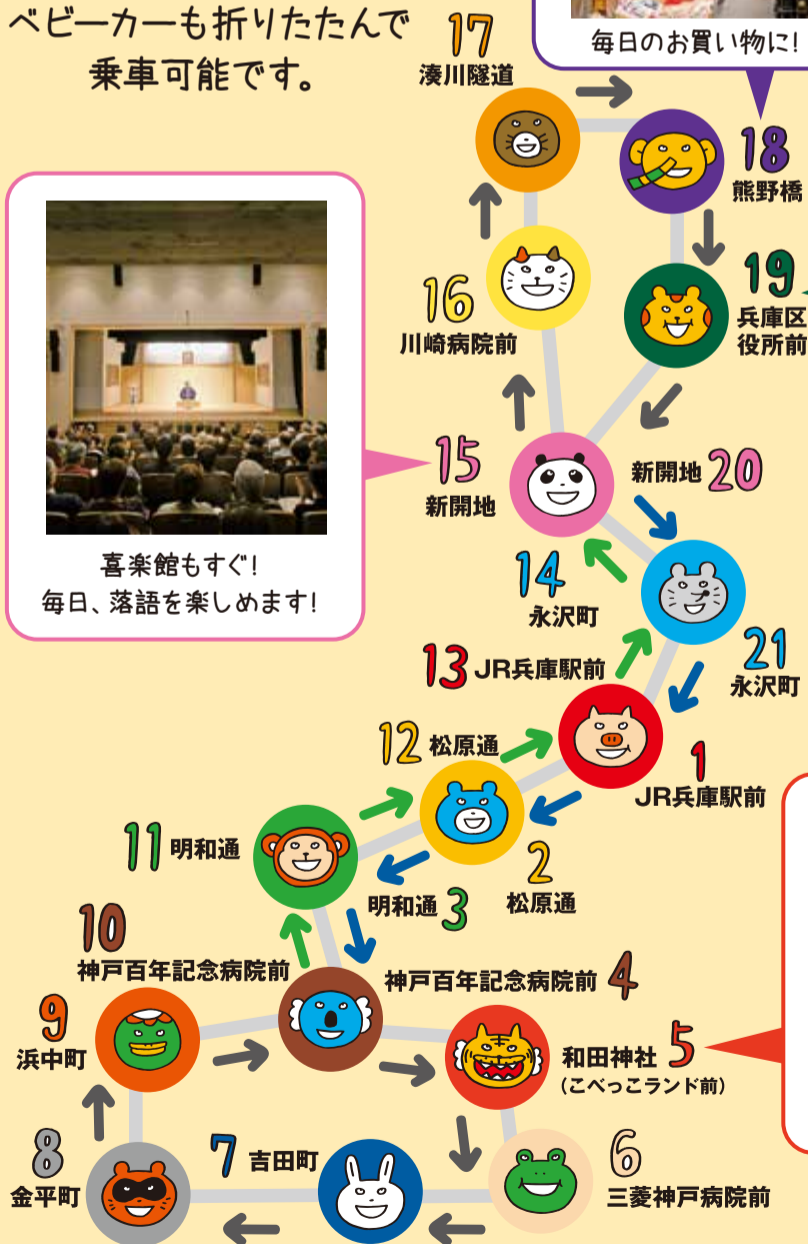 ベビーカーも折りたたんで
乗車可能です。
毎日のお買い物に!
17
湊川隧道
18
熊野橋
16
川崎病院前
19
兵庫区
役所前
喜楽館もすぐ!
毎日、落語を楽しめます!
15
新開地
新開地 20
14
永沢町
21
永沢町
13 JR兵庫駅前
1
JR兵庫駅前
12 松原通
2
松原通
11 明和通
明和通 3
10
神戸百年記念病院前
神戸百年記念病院前 4
9
浜中町
和田神社 5
(こべっこランド前)
8
金平町
7 吉田町
6
三菱神戸病院前